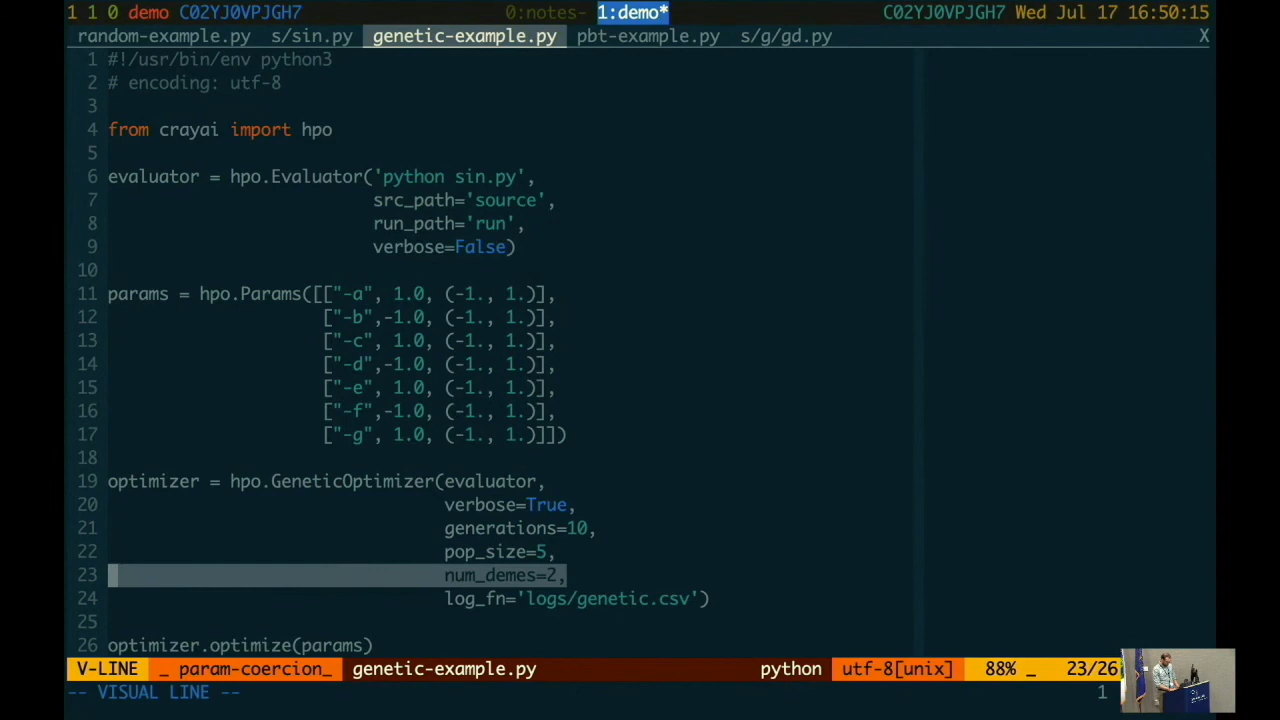 1 1 0 demo C02YJ0VPJGH7 0:notes- 1:demo* C02YJ0VPJGH7 Wed Jul 17 16:50:15
random-example.py s/sin.py genetic-example.py pbt-example.py s/g/gd.py X
1 #!/usr/bin/env python3
2 # encoding: utf-8
3
4 from crayai import hpo
5
6 evaluator = hpo.Evaluator('python sin.py',
7 src_path='source',
8 run_path='run',
9 verbose=False)
10
11 params = hpo.Params([["-a", 1.0, (-1., 1.)],
12 ["-b",-1.0, (-1., 1.)],
13 ["-c", 1.0, (-1., 1.)],
14 ["-d",-1.0, (-1., 1.)],
15 ["-e", 1.0, (-1., 1.)],
16 ["-f",-1.0, (-1., 1.)],
17 ["-g", 1.0, (-1., 1.)]])
18
19 optimizer = hpo.GeneticOptimizer(evaluator,
20 verbose=True,
21 generations=10,
22 pop_size=5,
23 num_demes=2,
24 log_fn='logs/genetic.csv')
25
26 optimizer.optimize(params)
V-LINE _ param-coercion_ genetic-example.py python utf-8[unix] 88% _ 23/26
-- VISUAL LINE -- 1